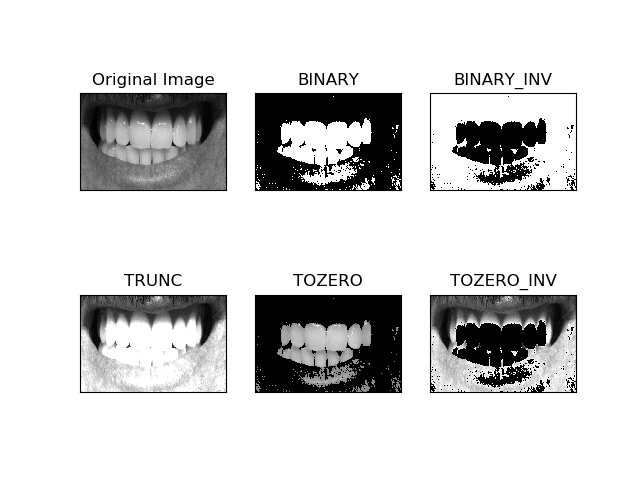 Original Image
BINARY
BINARY_INV
TRUNC
TOZERO
TOZERO_INV